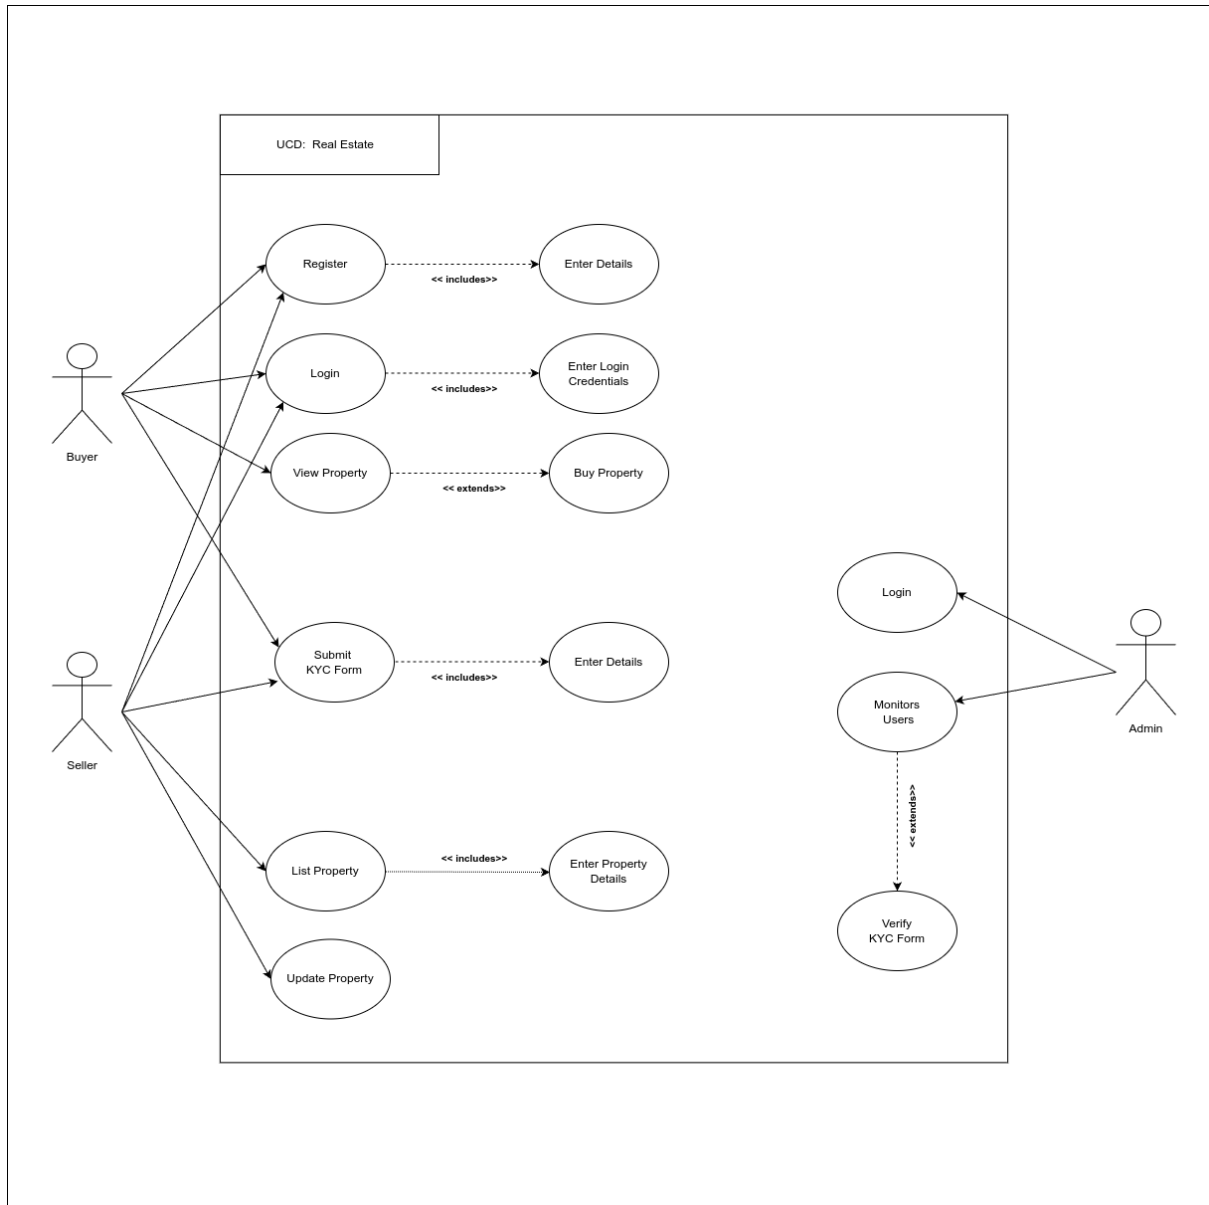 UCD:  Real Estate
Register
<< includes>>
Enter Details
Login
<< includes>>
Enter Login
Credentials
Buyer
View Property
<< extends>>
Buy Property
Login
Submit
KYC Form
<< includes>>
Enter Details
Monitors
Users
Admin
Seller
<< extends>>
List Property
<< includes>>
Enter Property
Details
Verify
KYC Form
Update Property